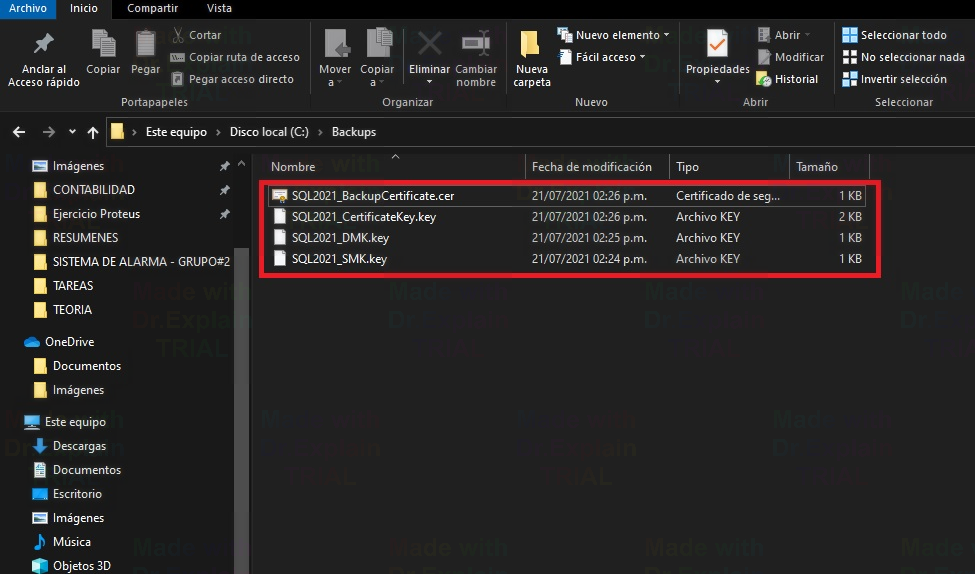 Archivo Inicio Compartir Vista
Anclar al
Acceso rápido
Copiar
Pegar
Cortar
Copiar ruta de acceso
Pegar acceso directo
Portapapeles
Mover
a
Copiar
a
Eliminar
Cambiar
nombre
Organizar
Nueva
carpeta
Nuevo elemento
Fácil acceso
Nuevo
Propiedades
Abrir
Modificar
Historial
Abrir
Seleccionar todo
No seleccionar nada
Invertir selección
Seleccionar
Este equipo > Disco local (C:) > Backups
Imágenes
CONTABILIDAD
Ejercicio Proteus
RESUMENES
SISTEMA DE ALARMA - GRUPO#2
TAREAS
TEORIA
OneDrive
Documentos
Imágenes
Este equipo
Descargas
Documentos
Escritorio
Imágenes
Música
Objetos 3D
Nombre Fecha de modificación Tipo Tamaño
SQL2021_BackupCertificate.cer 21/07/2021 02:26 p.m. Certificado de seg... 1 KB
SQL2021_CertificateKey.key 21/07/2021 02:26 p.m. Archivo KEY 2 KB
SQL2021_DMK.key 21/07/2021 02:25 p.m. Archivo KEY 1 KB
SQL2021_SMK.key 21/07/2021 02:24 p.m. Archivo KEY 1 KB
Made with
Dr.Explain
TRIAL